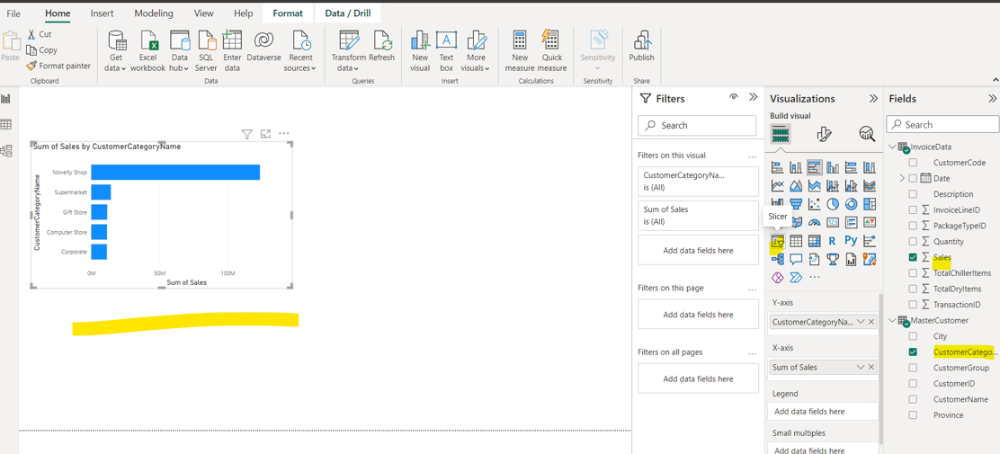 File Home Insert Modeling View Help Format Data / Drill
Paste
Cut
Copy
Format painter
Clipboard
Get data
Excel workbook
Data hub
SQL Server
Enter data
Dataverse
Recent sources
Data
Transform data
Refresh
Queries
New visual
Text box
More visuals
Insert
New measure
Quick measure
Calculations
Sensitivity
Sensitivity
Publish
Share
Sum of Sales by CustomerCategoryName
CustomerCategoryName
Novelty Shop
Supermarket
Gift Store
Computer Store
Corporate
0M 50M 100M
Sum of Sales
Filters
Search
Filters on this visual
CustomerCategoryNa...
is (All)
Sum of Sales
is (All)
Add data fields here
Filters on this page
Add data fields here
Filters on all pages
Add data fields here
Visualizations
Build visual
Slicer
123
R Py
Y-axis
CustomerCategoryNa...
X-axis
Sum of Sales
Legend
Add data fields here
Small multiples
Add data fields here
Fields
Search
InvoiceData
CustomerCode
Date
Description
InvoiceLineID
PackageTypeID
Quantity
Sales
TotalChillerItems
TotalDryItems
TransactionID
MasterCustomer
City
CustomerCatego...
CustomerGroup
CustomerID
CustomerName
Province